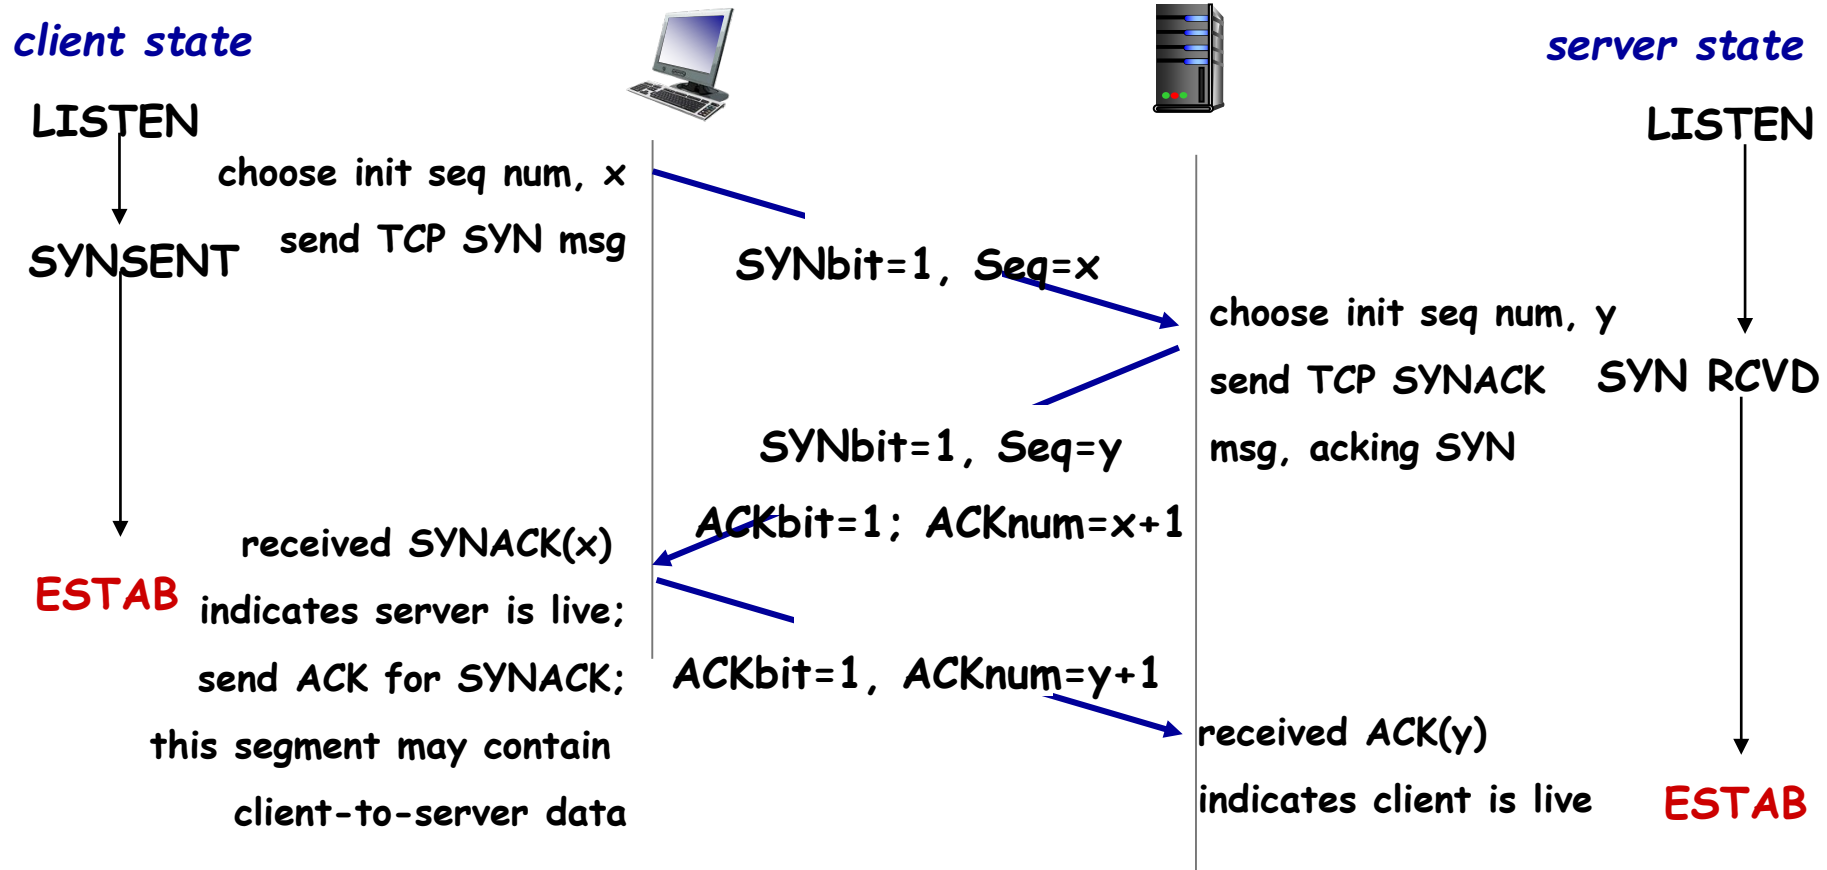 client state
server state
LISTEN
LISTEN
choose init seq num, x
send TCP SYN msg
SYNSENT
SYNbit=1, Seq=x
choose init seq num, y
send TCP SYNACK
msg, acking SYN
SYN RCVD
SYNbit=1, Seq=y
ACKbit=1; ACKnum=x+1
received SYNACK(x)
indicates server is live;
send ACK for SYNACK;
this segment may contain
client-to-server data
ESTAB
ACKbit=1, ACKnum=y+1
received ACK(y)
indicates client is live
ESTAB